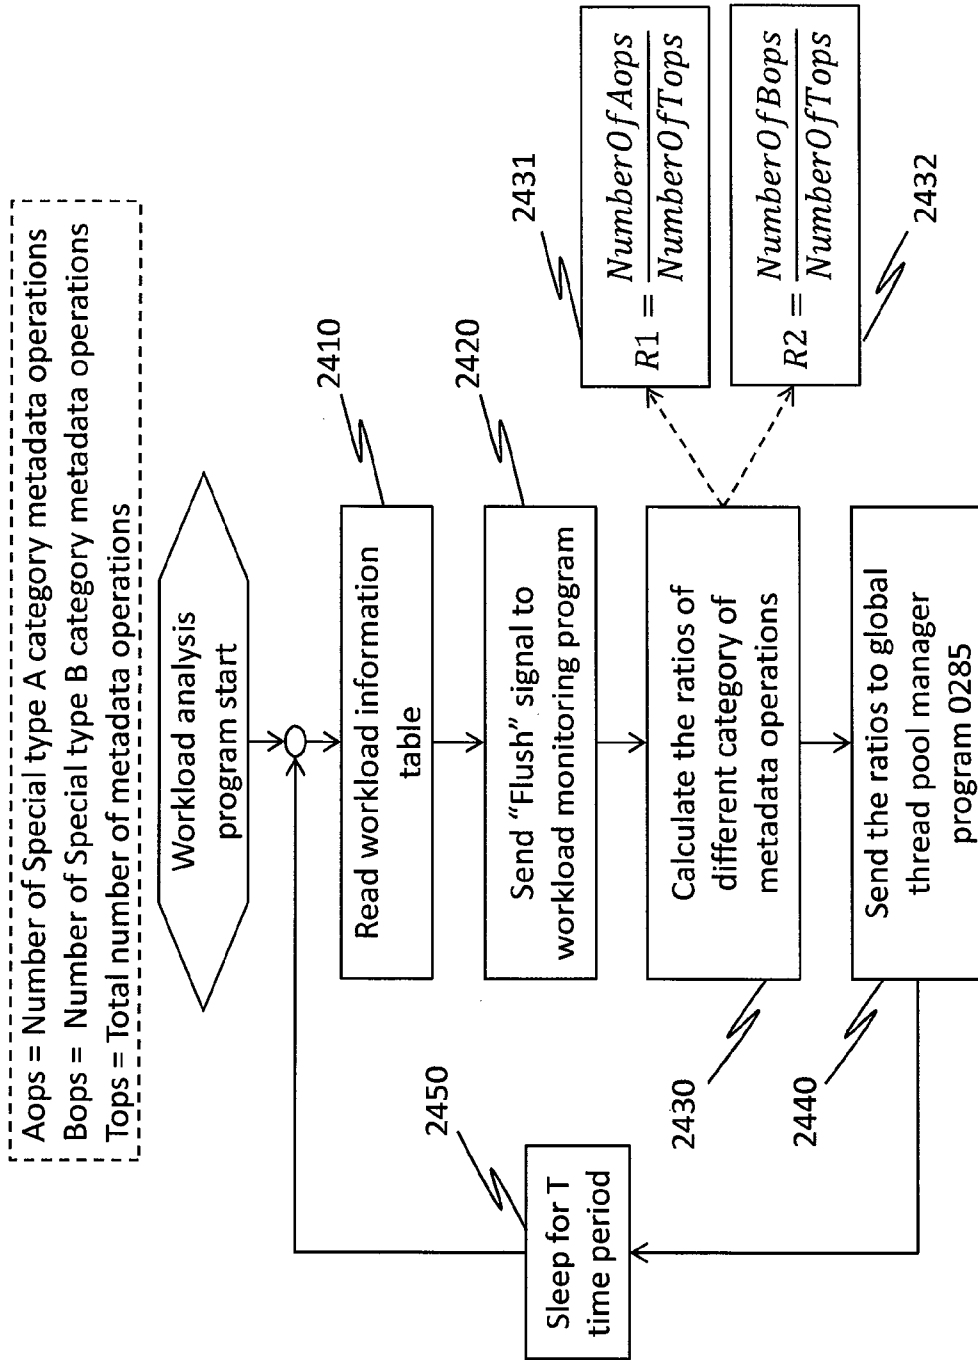 Aops = Number of Special type A category metadata operations
Bops = Number of Special type B category metadata operations
Tops = Total number of metadata operations
Workload analysis
program start
2410
Read workload information
table
2420
Send “Flush” signal to
workload monitoring program
2430
Calculate the ratios of
different category of
metadata operations
2431
R1 = NumberOfAops / NumberOfTops
R2 = NumberOfBops / NumberOfTops
2432
2440
Send the ratios to global
thread pool manager
program 0285
2450
Sleep for T
time period